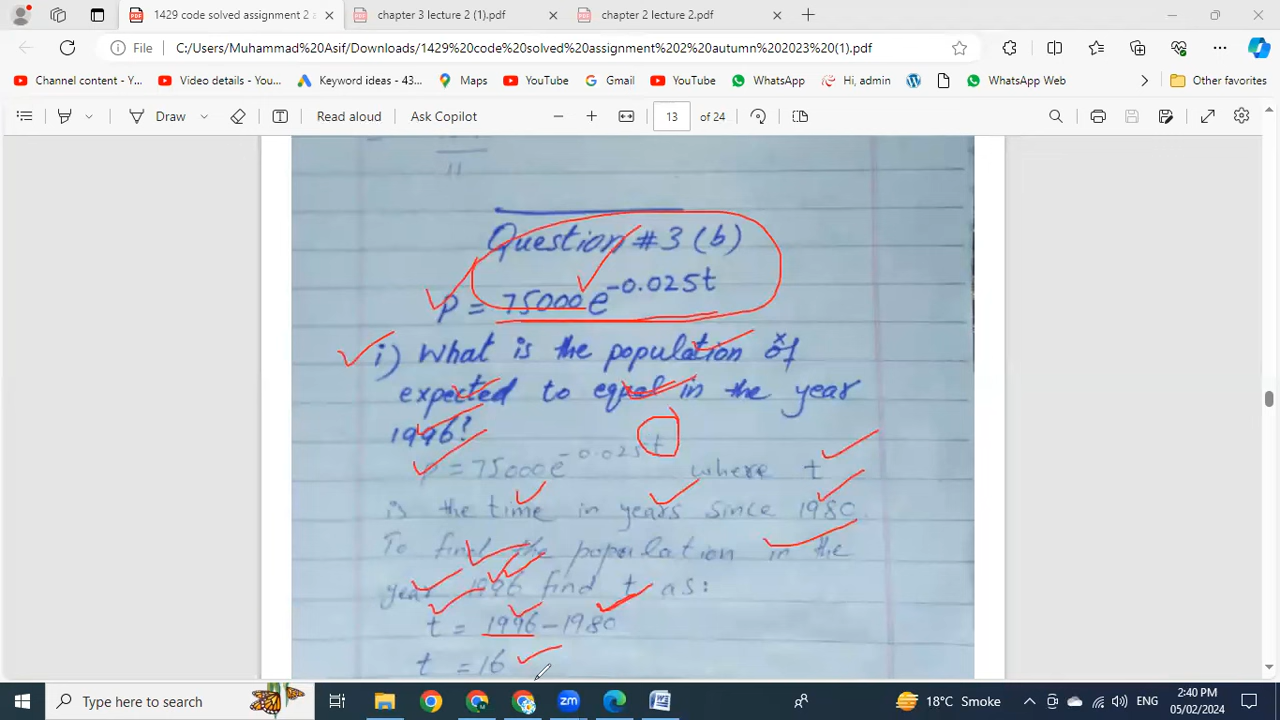 1429 code solved assignment 2 a
chapter 3 lecture 2 (1).pdf
chapter 2 lecture 2.pdf
File
C:/Users/Muhammad%20Asif/Downloads/1429%20code%20solved%20assignment%202%20autumn%202023%20(1).pdf
Channel content - Y...
Video details - You...
Keyword ideas - 43...
Maps
YouTube
Gmail
YouTube
WhatsApp
Hi, admin
WhatsApp Web
Other favorites
Draw
Read aloud
Ask Copilot
13 of 24
11
Question #3 (b)
P = 75000e^-0.025t
i) What is the population of
expected to equal in the year
1996?
P = 75000e^-0.025t where t
is the time in years since 1980.
To find the population in the
year 1996 find t as:
t = 1996-1980
t = 16
Type here to search
zm
18°C Smoke
ENG
2:40 PM
05/02/2024